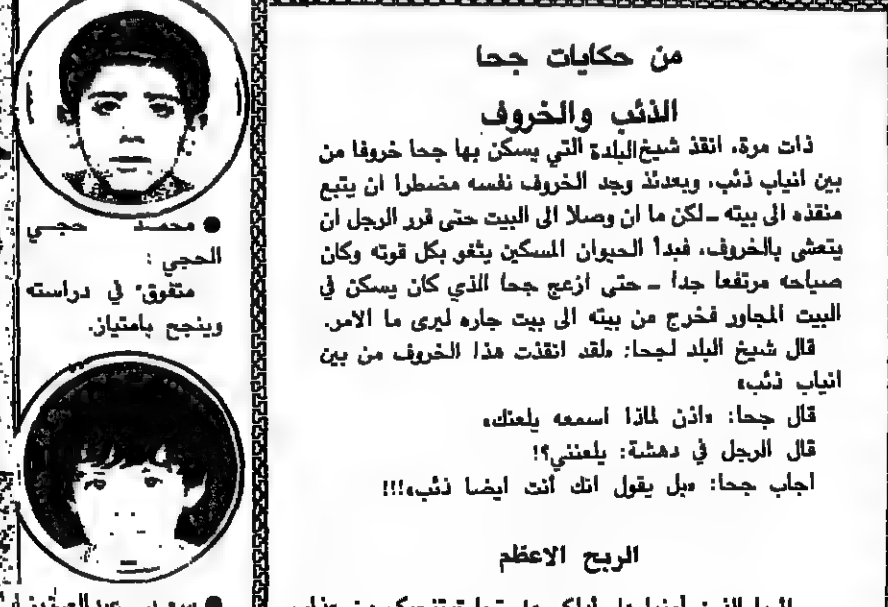 من حكايات جحا
الذئب والخروف
ذات مرة، انقذ شيخ البلدة التي يسكن بها جحا خروفا من
بين انياب ذئب، وبعدئذ وجد الخروف نفسه مضطرا ان يتبع
منقذه الى بيته ــ لكن ما ان وصلا الى البيت حتى قرر الرجل ان
يتعشى بالخروف، فبدأ الحيوان المسكين يثغو بكل قوته وكان
صياحه مرتفعا جدا ــ حتى ازعج جحا الذي كان يسكن في
البيت المجاور فخرج من بيته الى بيت جاره ليرى ما الامر.
قال شيخ البلد لجحا: «لقد انقذت هذا الخروف من بين
انياب ذئب»
قال جحا: «اذن لماذا اسمعه يلعنك»
قال الرجل في دهشة: يلعنني؟!
اجاب جحا: «بل يقول انك أنت ايضا ذئب»!!!
الربح الاعظم
● محمد حجي
الحجي :
متفوق في دراسته
وينجح بامتياز.